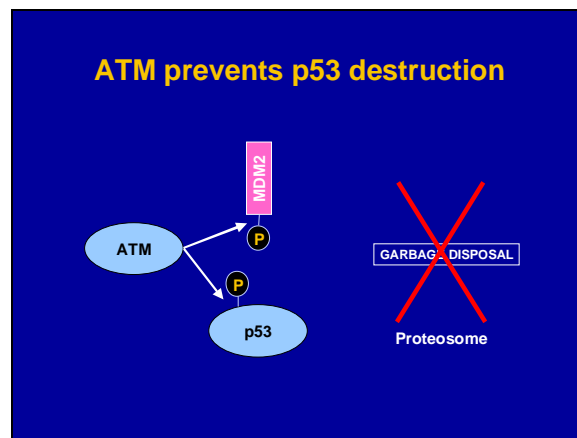 ATM prevents p53 destruction
MDM2
P
ATM
P
p53
GARBAGE DISPOSAL
Proteosome